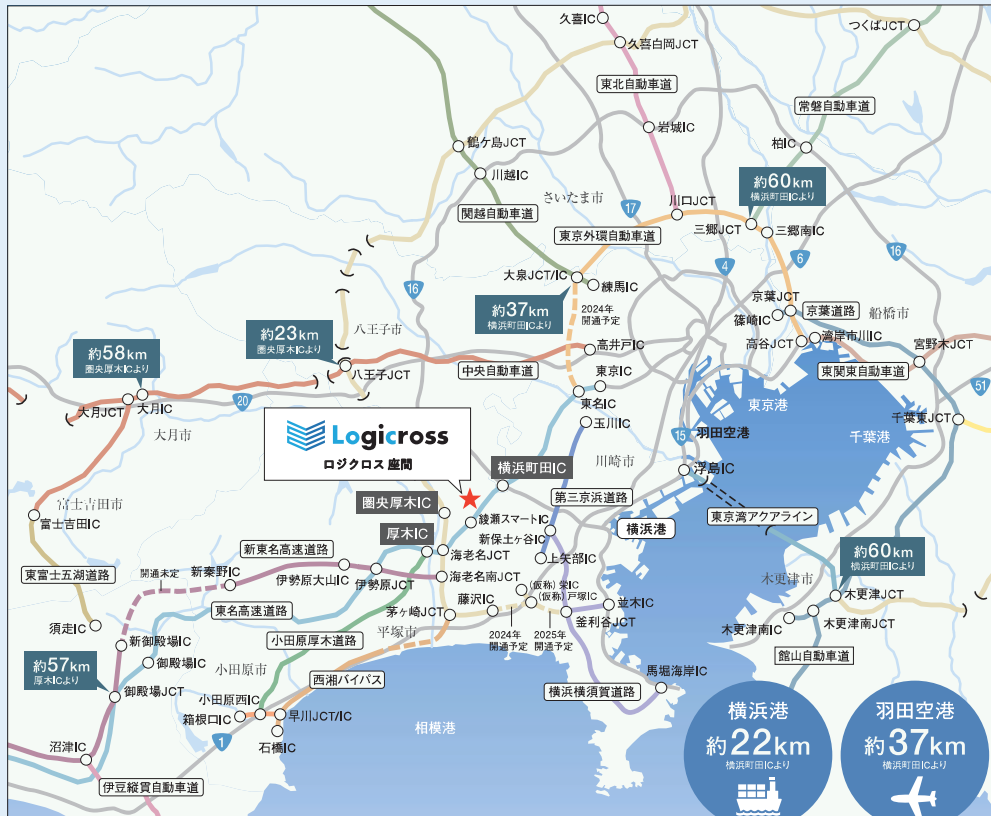 久喜IC
久喜白岡JCT
つくばJCT
東北自動車道
常磐自動車道
岩城IC
柏IC
鶴ケ島JCT
川越IC
さいたま市
関越自動車道
17
川口JCT
約60km
横浜町田ICより
三郷JCT
三郷南IC
東京外環自動車道
4
6
16
大泉JCT/IC
練馬IC
16
約37km
横浜町田ICより
2024年
開通予定
京葉JCT
京葉道路
篠崎IC
船橋市
湾岸市川IC
高谷JCT
宮野木JCT
東関東自動車道
約23km
圏央厚木ICより
八王子市
八王子JCT
高井戸IC
中央自動車道
東京IC
約58km
圏央厚木ICより
大月JCT
大月IC
20
大月市
東名IC
玉川IC
51
千葉東JCT
東京港
千葉港
Logicross
ロジクロス 座間
15
羽田空港
川崎市
浮島IC
横浜町田IC
圏央厚木IC
第三京浜道路
富士吉田市
富士吉田IC
綾瀬スマートIC
新保土ヶ谷IC
横浜港
東京湾アクアライン
厚木IC
海老名JCT
上矢部IC
新東名高速道路
東富士五湖道路
開通未定
新秦野IC
伊勢原大山IC
伊勢原JCT
海老名南JCT
約60km
横浜町田ICより
木更津市
木更津JCT
(仮称)栄IC
(仮称)戸塚IC
藤沢IC
並木IC
東名高速道路
茅ヶ崎JCT
釜利谷JCT
木更津南IC
木更津南JCT
須走IC
新御殿場IC
小田原厚木道路
平塚市
2024年
開通予定
2025年
開通予定
館山自動車道
御殿場IC
小田原市
約57km
厚木ICより
御殿場JCT
西湘バイパス
馬堀海岸IC
横浜横須賀道路
小田原西IC
箱根口IC
早川JCT/IC
1
石橋IC
相模港
沼津IC
伊豆縦貫自動車道
横浜港
約22km
横浜町田ICより
羽田空港
約37km
横浜町田ICより